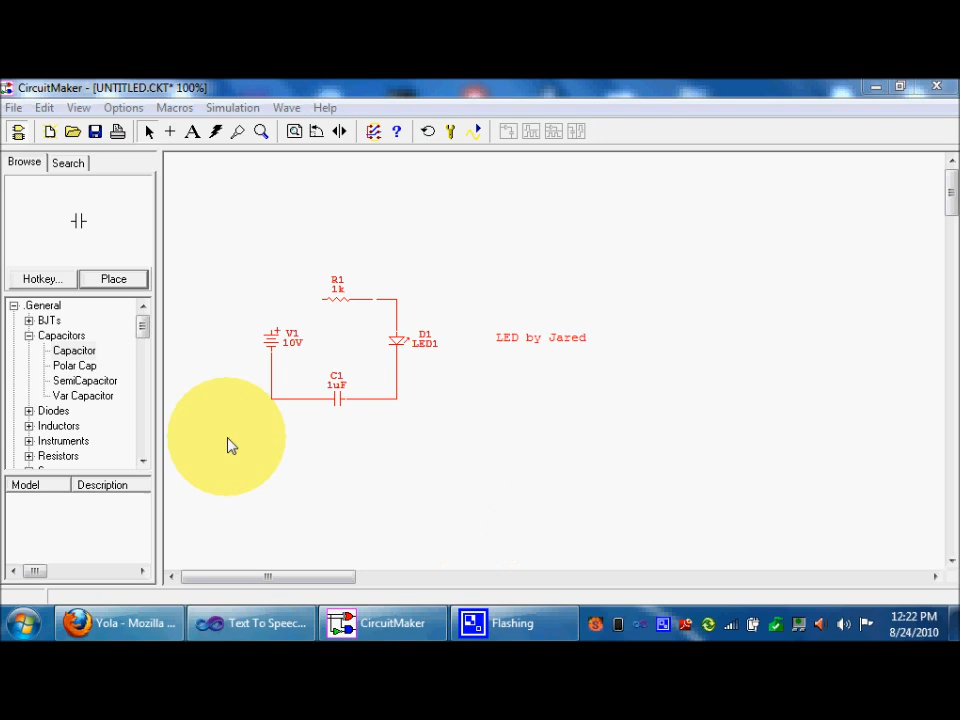 CircuitMaker - [UNTITLED.CKT* 100%]
File Edit View Options Macros Simulation Wave Help
A ?
Browse Search
Hotkey... Place
.General
BJTs
Capacitors
Capacitor
Polar Cap
SemiCapacitor
Var Capacitor
Diodes
Inductors
Instruments
Resistors
Model Description
R1
1k
V1
10V
D1
LED1
C1
1uF
LED by Jared
Yola - Mozilla ... Text To Speec... CircuitMaker Flashing
12:22 PM
8/24/2010